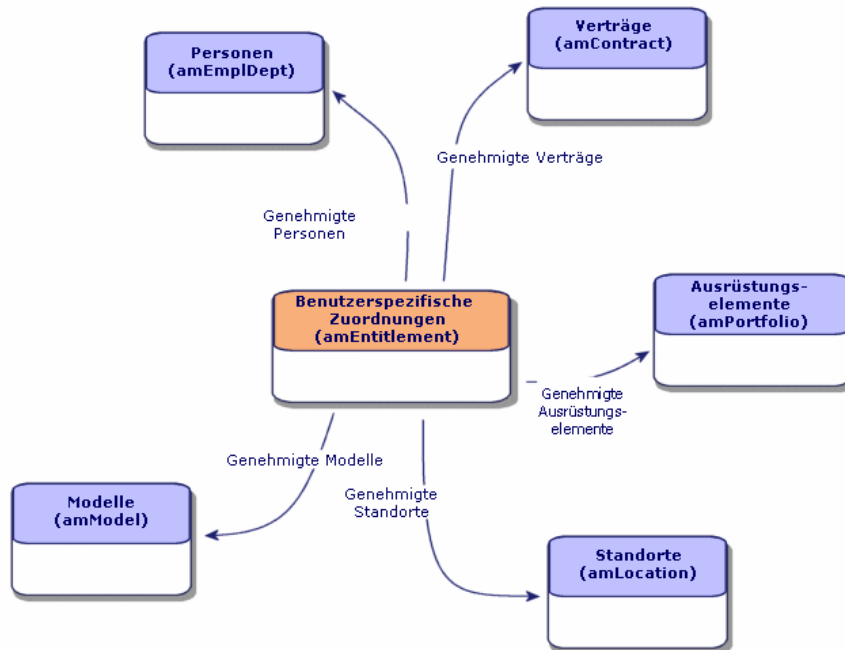 Personen
(amEmplDept)
Verträge
(amContract)
Genehmigte Verträge
Genehmigte
Personen
Benutzerspezifische
Zuordnungen
(amEntitlement)
Ausrüstungs-
elemente
(amPortfolio)
Genehmigte
Ausrüstungs-
elemente
Genehmigte Modelle
Genehmigte
Standorte
Modelle
(amModel)
Standorte
(amLocation)